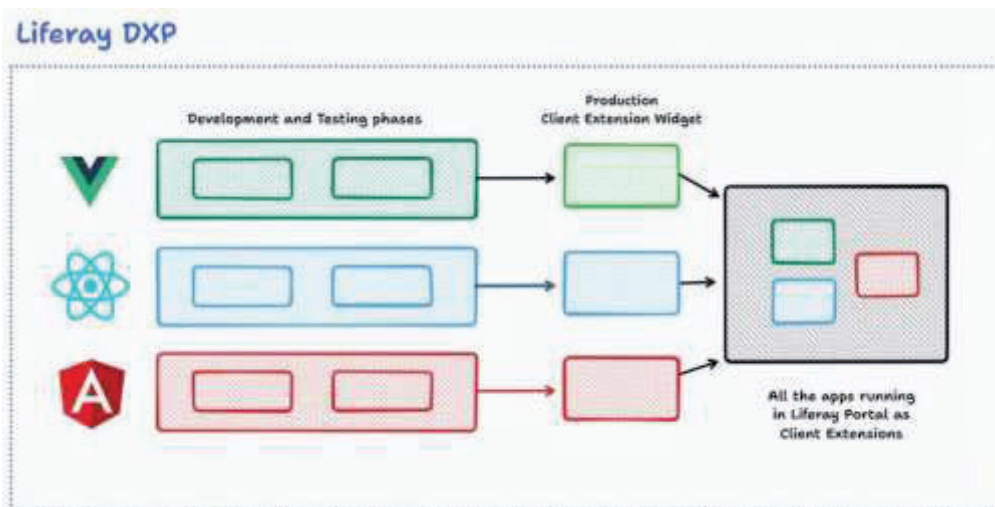 Liferay DXP
Development and Testing phases
Production
Client Extension Widget
A
All the apps running
in Liferay Portal as
Client Extensions